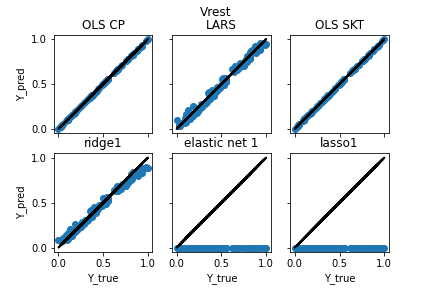 Vrest
OLS CP
LARS
OLS SKT
Y_pred
1.0
0.5
0.0
ridge1
elastic net 1
lasso1
Y_pred
1.0
0.5
0.0
0.0 0.5 1.0
0.0 0.5 1.0
0.0 0.5 1.0
Y_true
Y_true
Y_true